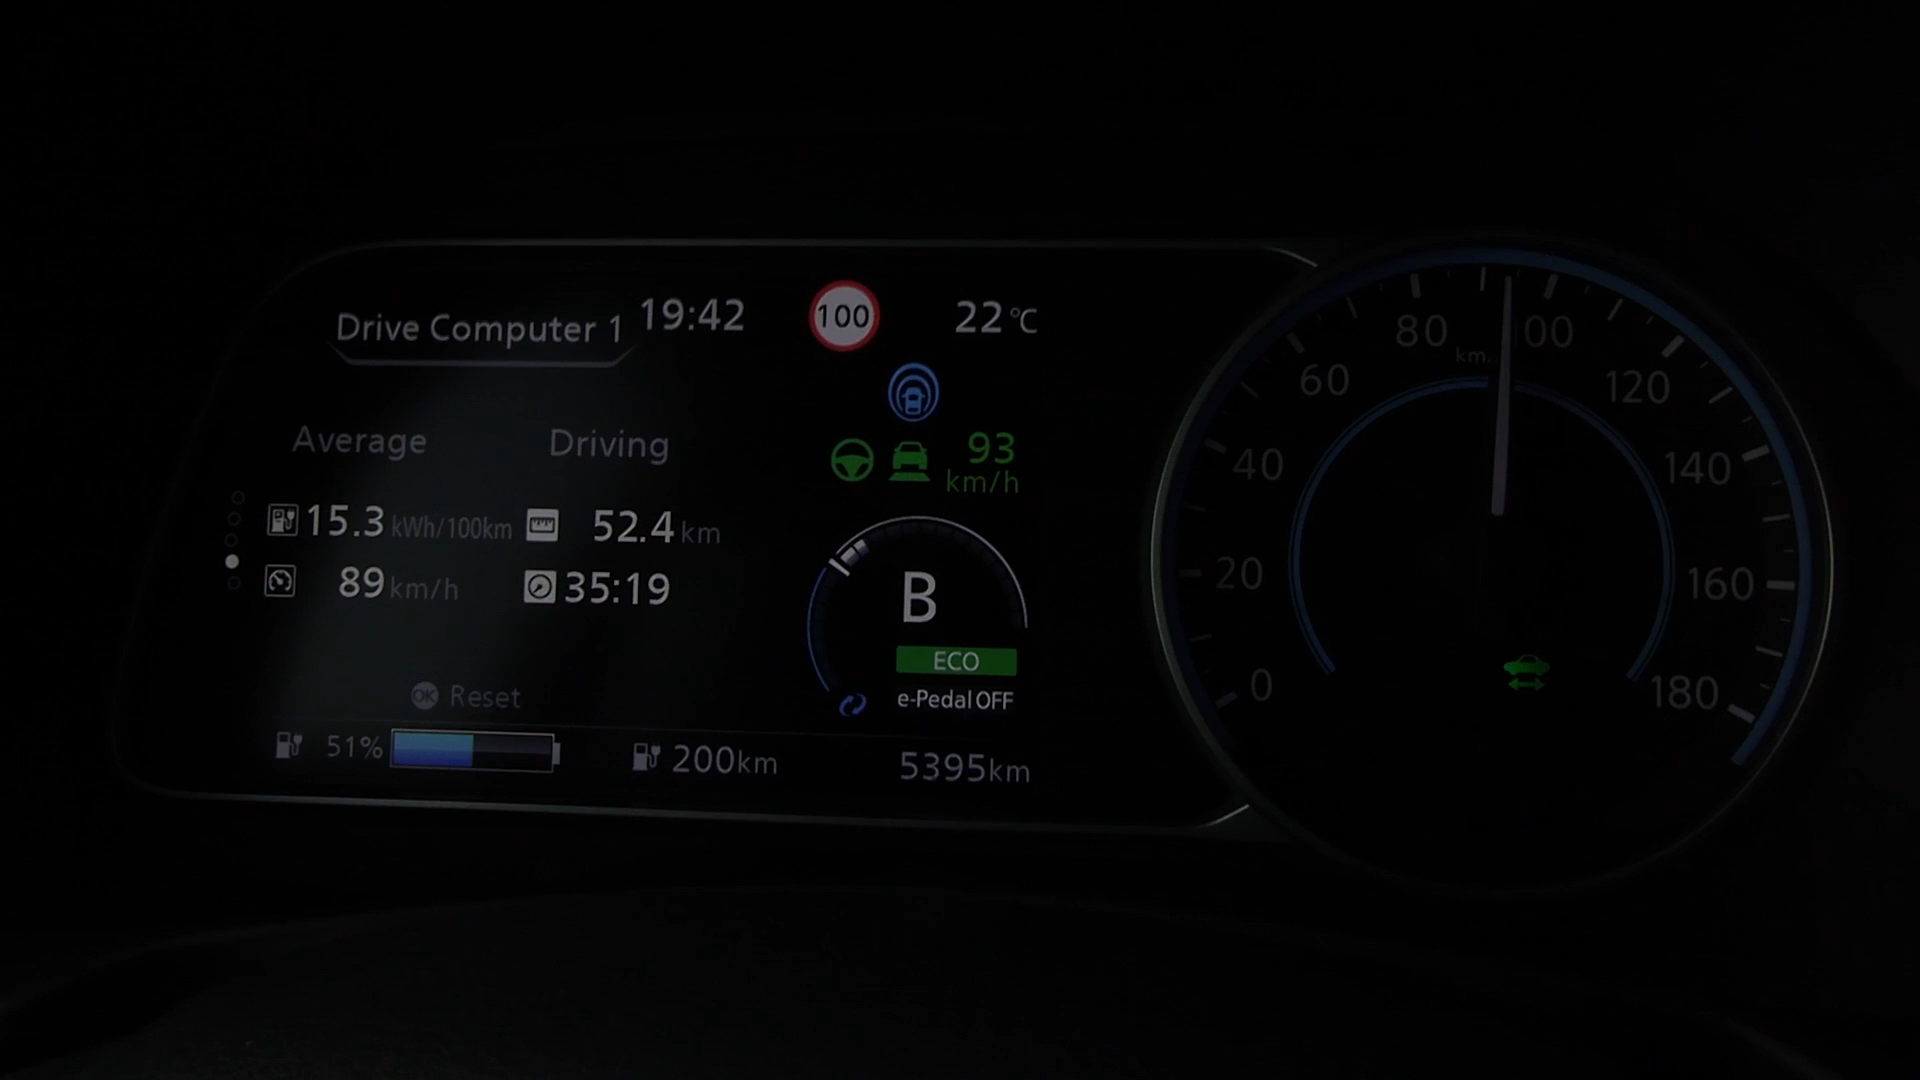 Drive Computer 1 19:42 100 22 °C
Average Driving
93
km/h
15.3 kWh/100km 52.4 km
89 km/h 35:19
B
ECO
e-Pedal OFF
OK Reset
51% 200km 5395km
0
20
40
60
80
100
120
140
160
180